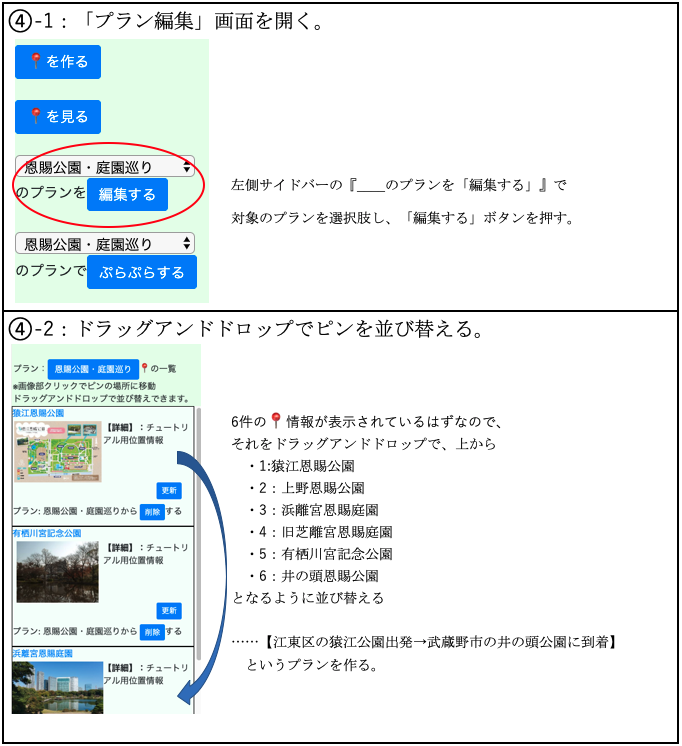 ④-1：「プラン編集」画面を開く。
📍を作る
📍を見る
恩賜公園・庭園巡り
のプランを 編集する
恩賜公園・庭園巡り
のプランで ぷらぷらする
左側サイドバーの『____のプランを「編集する」』で
対象のプランを選択肢し、「編集する」ボタンを押す。
④-2：ドラッグアンドドロップでピンを並び替える。
プラン： 恩賜公園・庭園巡り 📍の一覧
※画像部クリックでピンの場所に移動
ドラッグアンドドロップで並び替えできます。
猿江恩賜公園
【詳細】：チュートリ
アル用位置情報
更新
プラン: 恩賜公園・庭園巡りから 削除 する
有栖川宮記念公園
【詳細】：チュートリ
アル用位置情報
更新
プラン: 恩賜公園・庭園巡りから 削除 する
浜離宮恩賜庭園
【詳細】：チュートリ
アル用位置情報
6件の📍情報が表示されているはずなので、
それをドラッグアンドドロップで、上から
・1:猿江恩賜公園
・2：上野恩賜公園
・3：浜離宮恩賜庭園
・4：旧芝離宮恩賜庭園
・5：有栖川宮記念公園
・6：井の頭恩賜公園
となるように並び替える
……【江東区の猿江公園出発→武蔵野市の井の頭公園に到着】
というプランを作る。